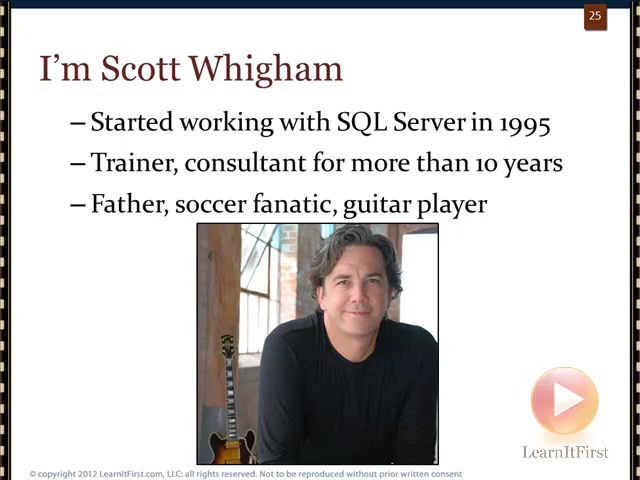 25
I'm Scott Whigham
– Started working with SQL Server in 1995
– Trainer, consultant for more than 10 years
– Father, soccer fanatic, guitar player
LearnItFirst
© copyright 2012 LearnItFirst.com, LLC: all rights reserved. Not to be reproduced without prior written consent